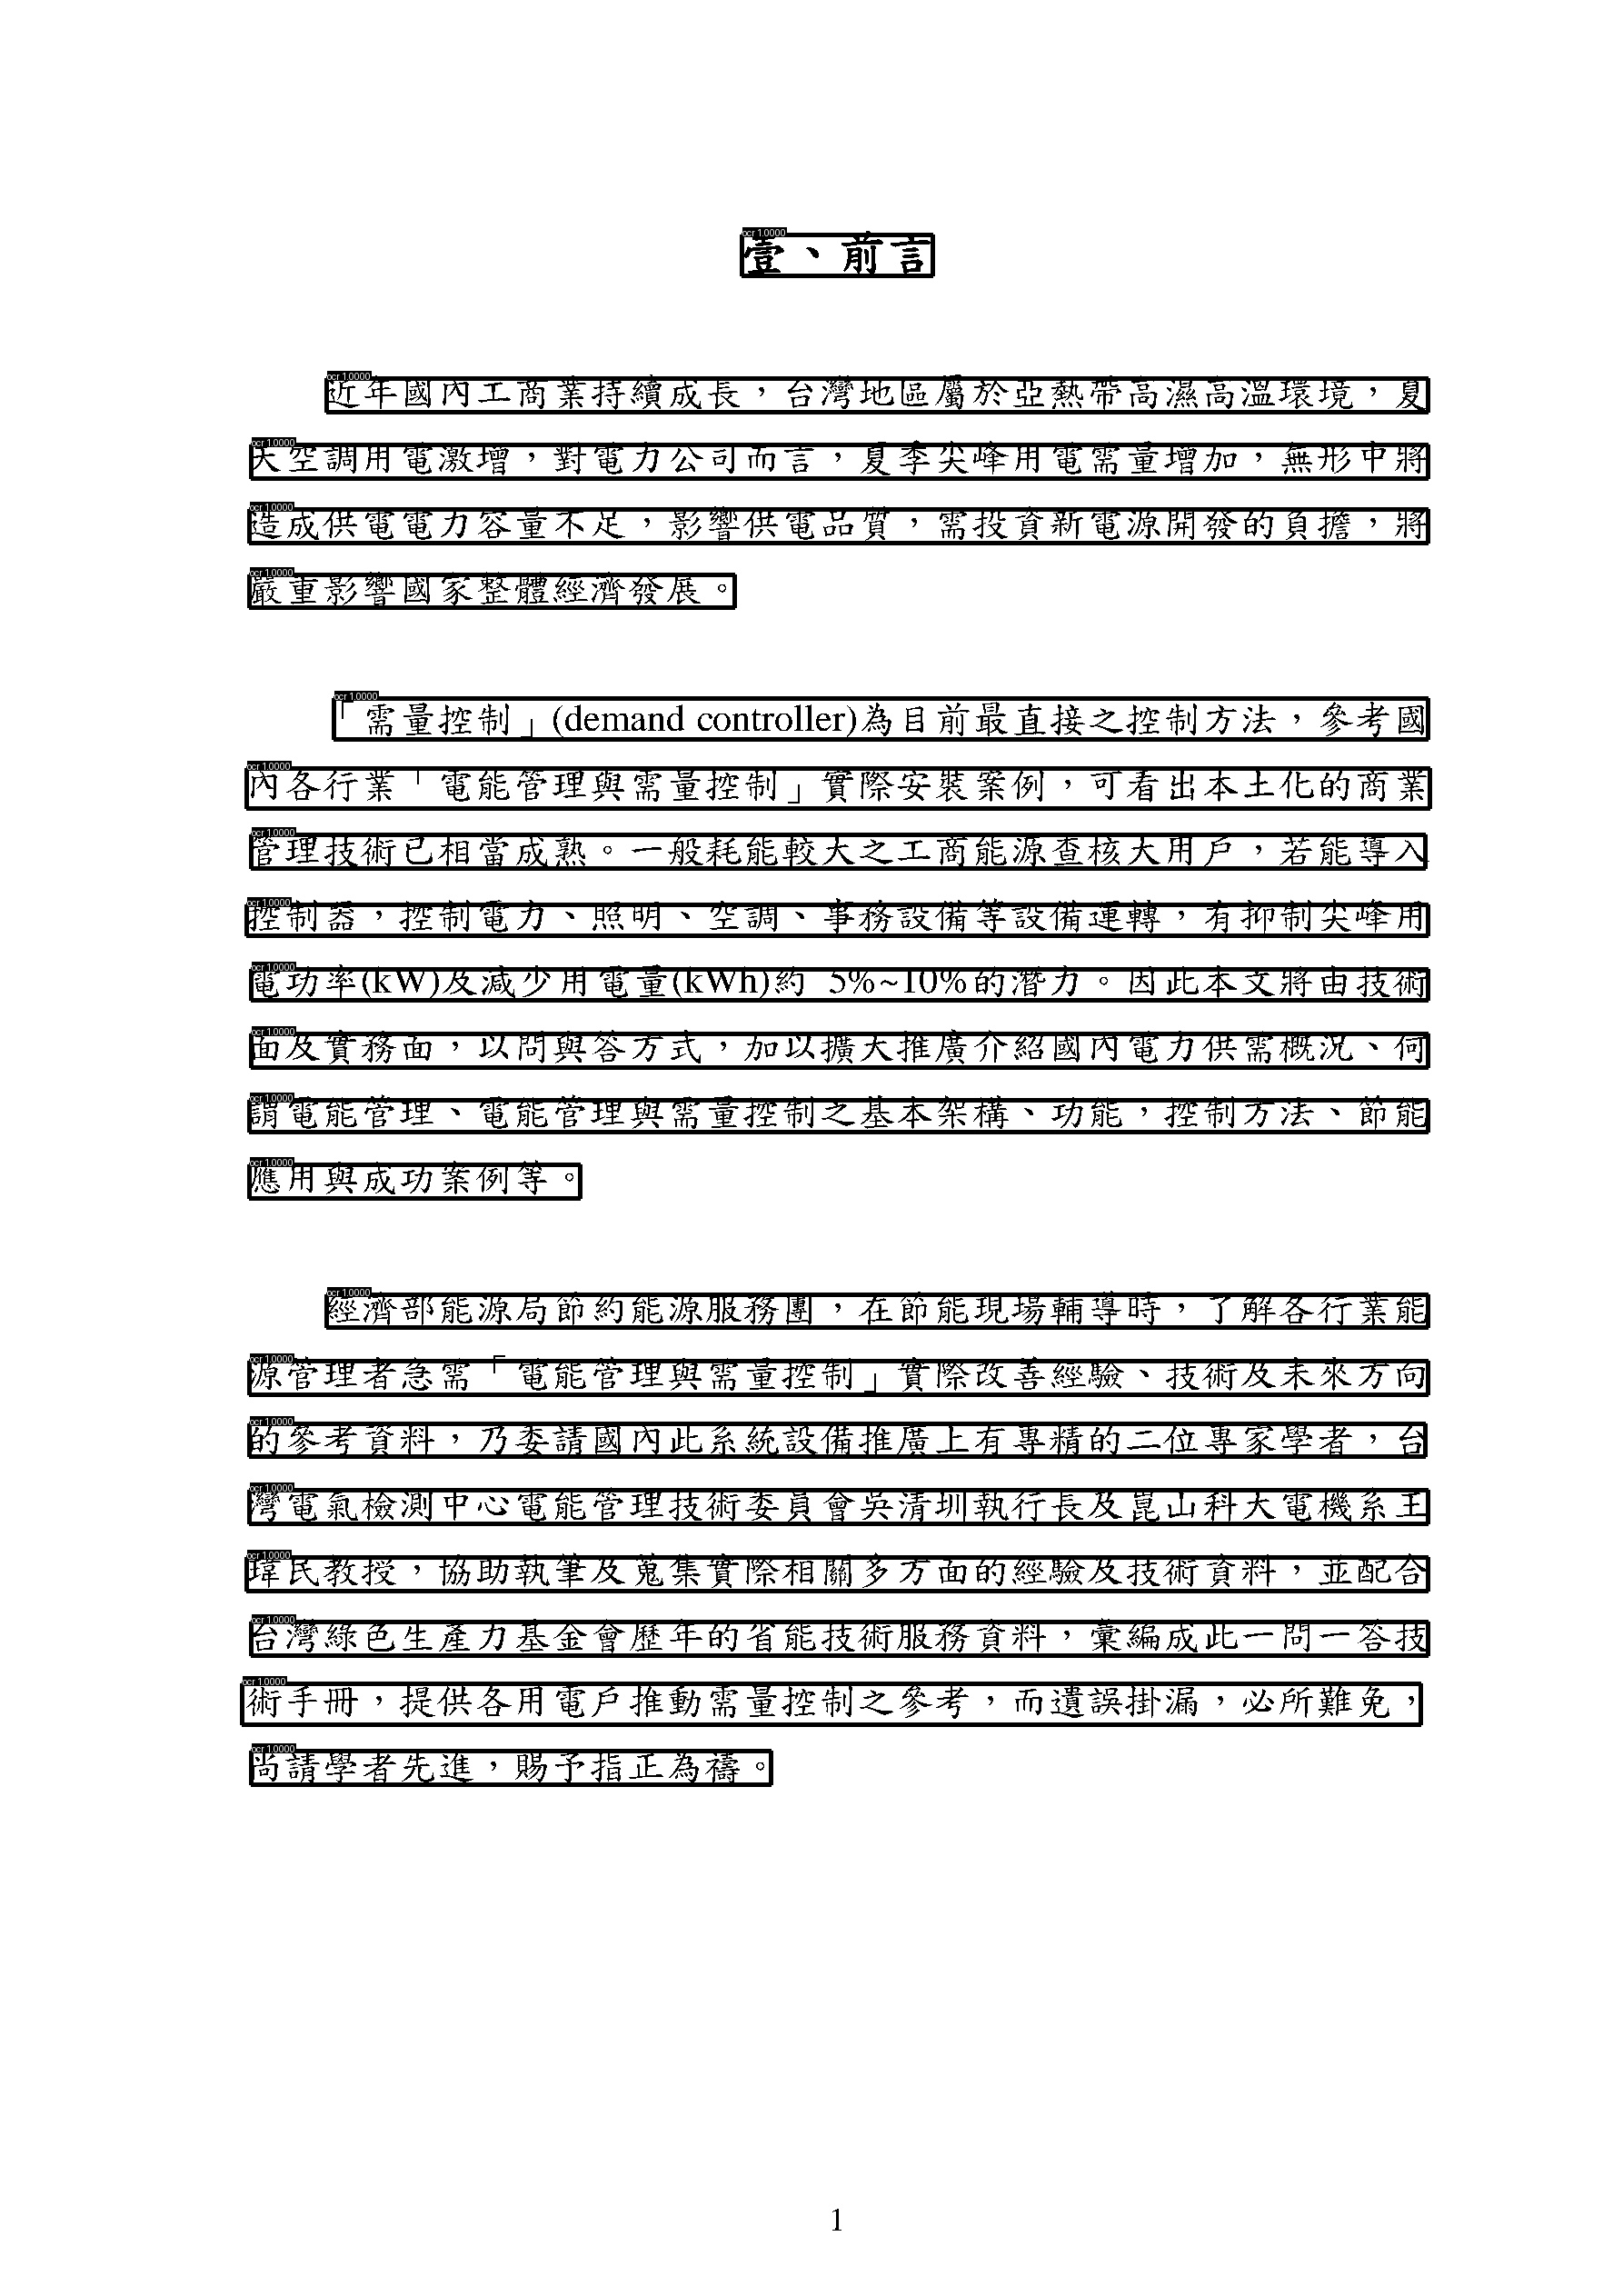 壹、前言
近年國內工商業持續成長，台灣地區屬於亞熱帶高濕高溫環境，夏
天空調用電激增，對電力公司而言，夏季尖峰用電需量增加，無形中將
造成供電電力容量不足，影響供電品質，需投資新電源開發的負擔，將
嚴重影響國家整體經濟發展。
「需量控制」(demand controller)為目前最直接之控制方法，參考國
內各行業「電能管理與需量控制」實際安裝案例，可看出本土化的商業
管理技術已相當成熟。一般耗能較大之工商能源查核大用戶，若能導入
控制器，控制電力、照明、空調、事務設備等設備運轉，有抑制尖峰用
電功率(kW)及減少用電量(kWh)約 5%~10%的潛力。因此本文將由技術
面及實務面，以問與答方式，加以擴大推廣介紹國內電力供需概況、何
謂電能管理、電能管理與需量控制之基本架構、功能，控制方法、節能
應用與成功案例等。
經濟部能源局節約能源服務團，在節能現場輔導時，了解各行業能
源管理者急需「電能管理與需量控制」實際改善經驗、技術及未來方向
的參考資料，乃委請國內此系統設備推廣上有專精的二位專家學者，台
灣電氣檢測中心電能管理技術委員會吳清圳執行長及崑山科大電機系王
瑋民教授，協助執筆及蒐集實際相關多方面的經驗及技術資料，並配合
台灣綠色生產力基金會歷年的省能技術服務資料，彙編成此一問一答技
術手冊，提供各用電戶推動需量控制之參考，而遺誤掛漏，必所難免，
尚請學者先進，賜予指正為禱。
1